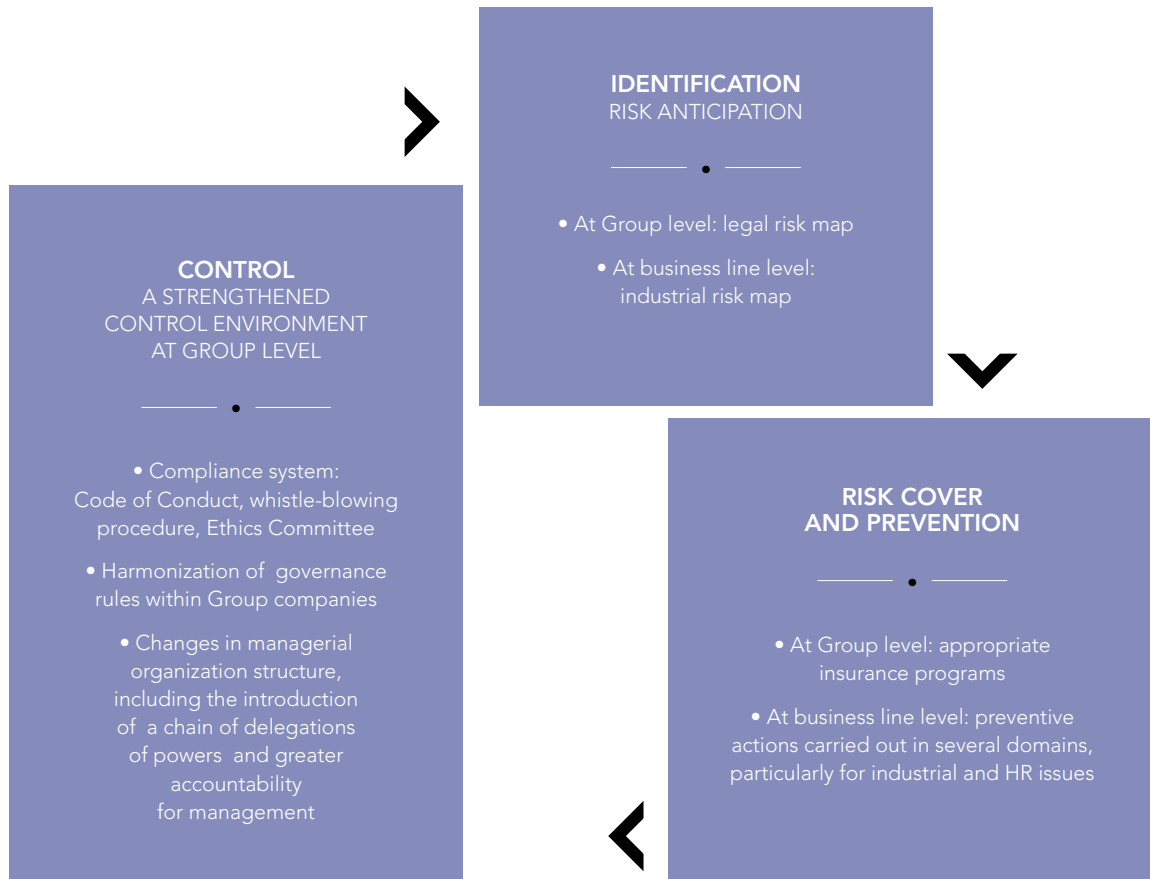 IDENTIFICATION
RISK ANTICIPATION
• At Group level: legal risk map
• At business line level:
industrial risk map
CONTROL
A STRENGTHENED
CONTROL ENVIRONMENT
AT GROUP LEVEL
• Compliance system:
Code of Conduct, whistle-blowing
procedure, Ethics Committee
• Harmonization of governance
rules within Group companies
• Changes in managerial
organization structure,
including the introduction
of a chain of delegations
of powers and greater
accountability
for management
RISK COVER
AND PREVENTION
• At Group level: appropriate
insurance programs
• At business line level: preventive
actions carried out in several domains,
particularly for industrial and HR issues